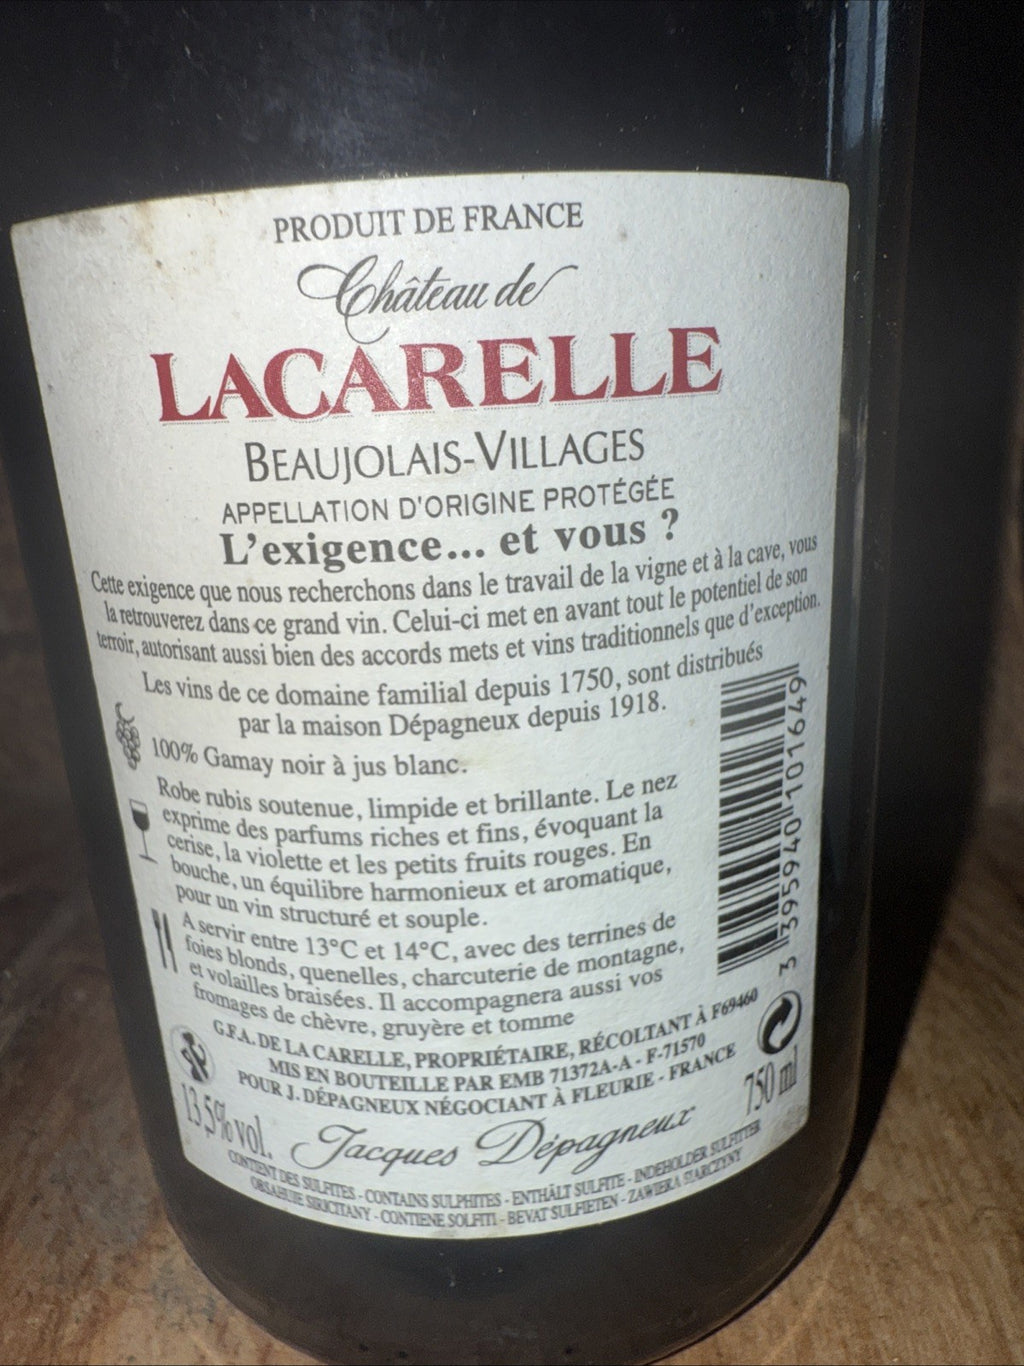 PRODUIT DE FRANCE
Château de
LACARELLE
BEAUJOLAIS-VILLAGES
APPELLATION D'ORIGINE PROTÉGÉE
L'exigence... et vous ?
Cette exigence que nous recherchons dans le travail de la vigne et à la cave, vous
la retrouverez dans ce grand vin. Celui-ci met en avant tout le potentiel de son
terroir, autorisant aussi bien des accords mets et vins traditionnels que d'exception.
Les vins de ce domaine familial depuis 1750, sont distribués
par la maison Dépagneux depuis 1918.
100% Gamay noir à jus blanc.
Robe rubis soutenue, limpide et brillante. Le nez
exprime des parfums riches et fins, évoquant la
cerise, la violette et les petits fruits rouges. En
bouche, un équilibre harmonieux et aromatique,
pour un vin structuré et souple.
A servir entre 13°C et 14°C, avec des terrines de
foies blonds, quenelles, charcuterie de montagne,
et volailles braisées. Il accompagnera aussi vos
fromages de chèvre, gruyère et tomme
3 395940 101649
G.F.A. DE LA CARELLE, PROPRIÉTAIRE, RÉCOLTANT À F69460
MIS EN BOUTEILLE PAR EMB 71372A-A - F-71570
POUR J. DÉPAGNEUX NÉGOCIANT À FLEURIE - FRANCE
13,5% vol.
Jacques Dépagneux
750 ml
CONTIENT DES SULFITES - CONTAINS SULPHITES - ENTHÄLT SULFITE - INDEHOLDER SULFITTER
OBSAHUJE SIRICITANY - CONTIENE SOLFITI - BEVAT SULFIETEN - ZAWIERA SIARCZYNY